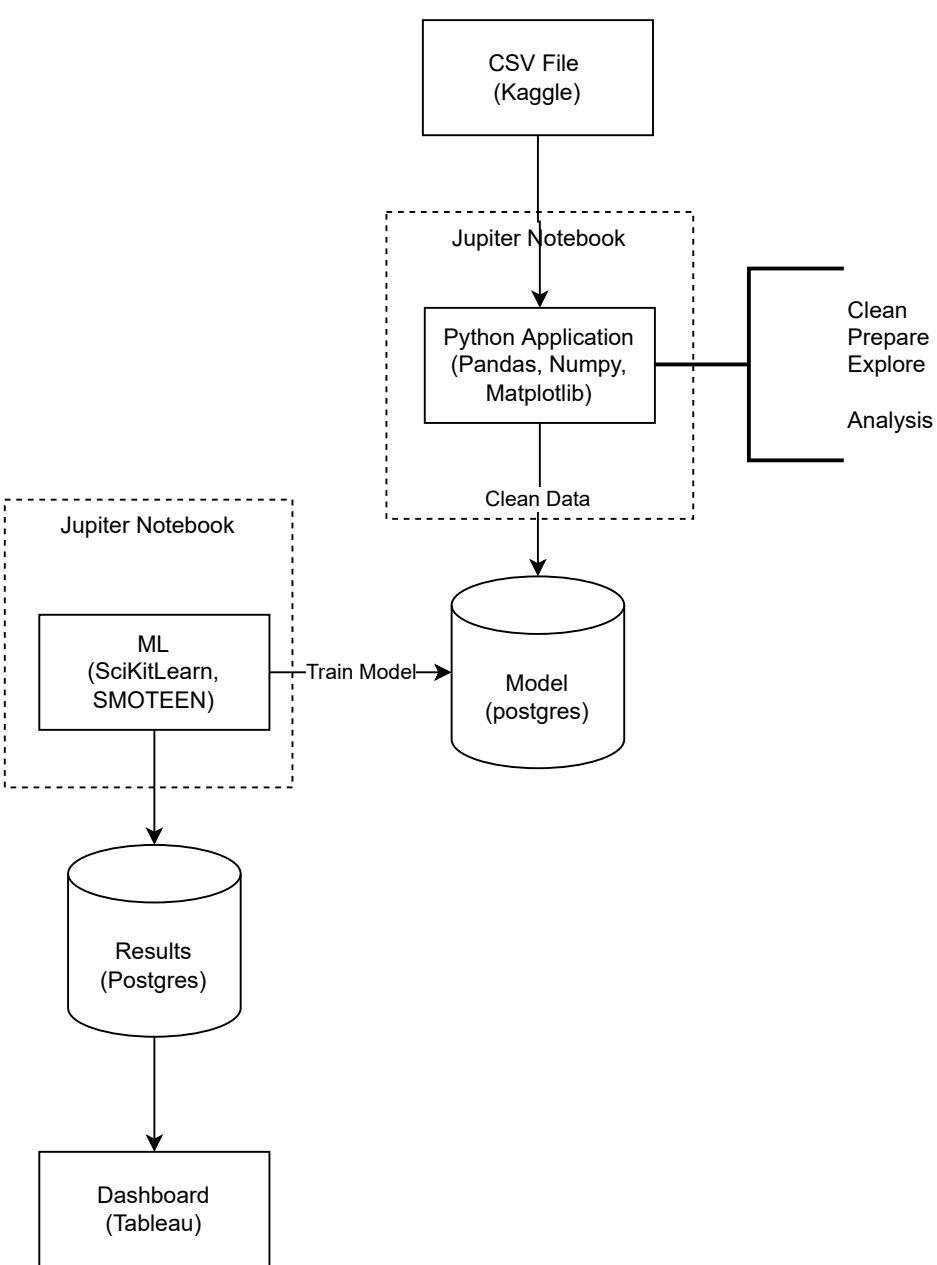 CSV File
(Kaggle)
Jupiter Notebook
Python Application
(Pandas, Numpy,
Matplotlib)
Clean
Prepare
Explore
Analysis
Clean Data
Jupiter Notebook
ML
(SciKitLearn,
SMOTEEN)
Train Model
Model
(postgres)
Results
(Postgres)
Dashboard
(Tableau)